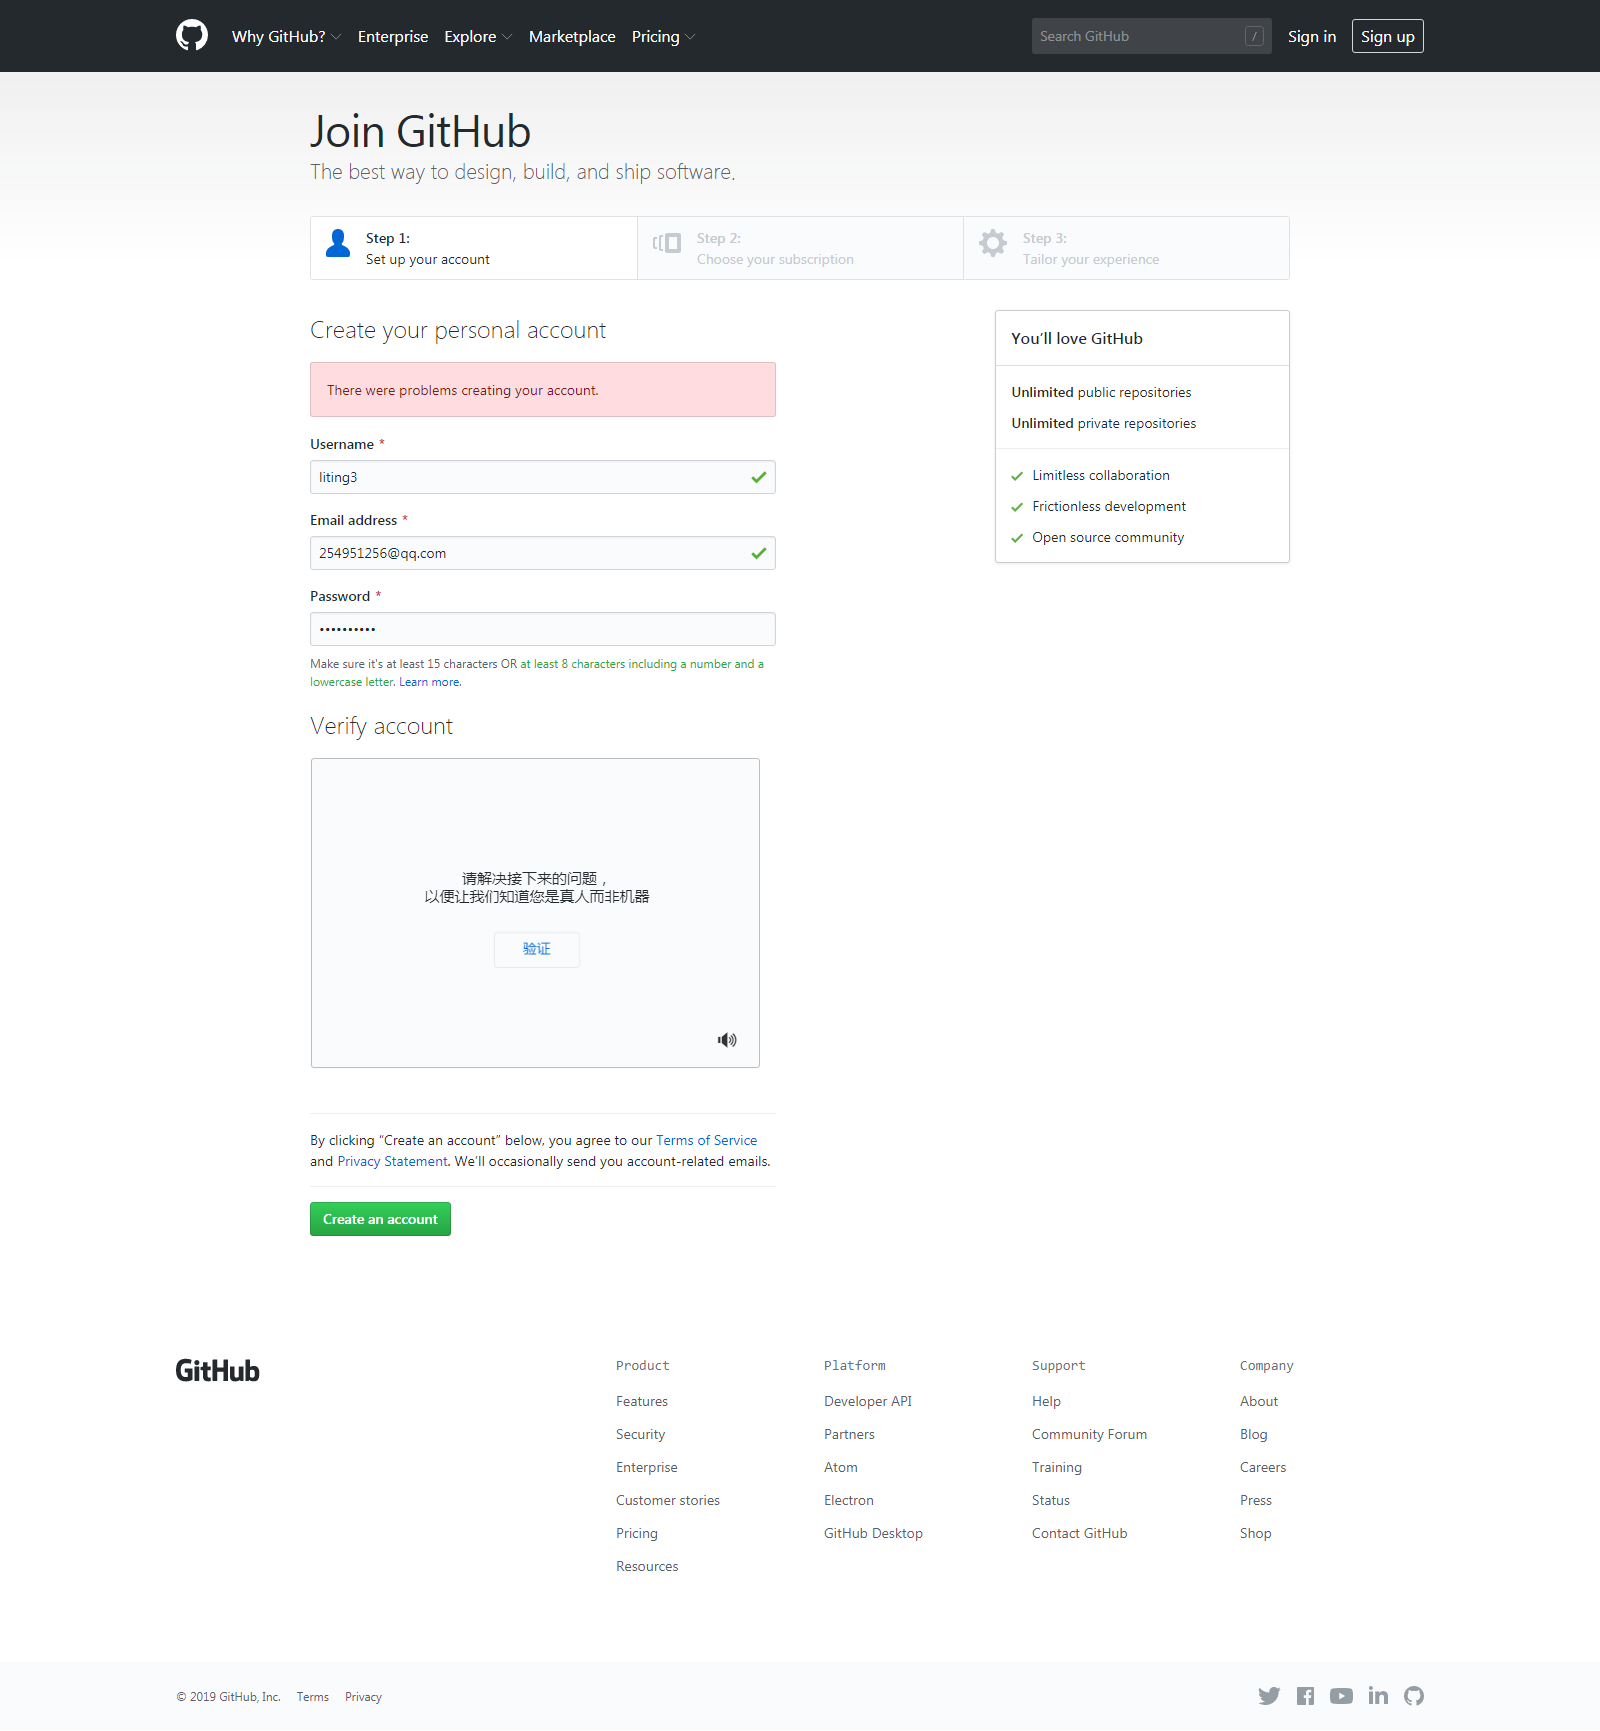 Why GitHub? Enterprise Explore Marketplace Pricing Search GitHub / Sign in Sign up
Join GitHub
The best way to design, build, and ship software.
Step 1:
Set up your account
Step 2:
Choose your subscription
Step 3:
Tailor your experience
Create your personal account
There were problems creating your account.
Username *
liting3
Email address *
254951256@qq.com
Password *
••••••••••
Make sure it's at least 15 characters OR at least 8 characters including a number and a
lowercase letter. Learn more.
Verify account
请解决接下来的问题，
以便让我们知道您是真人而非机器
验证
By clicking “Create an account” below, you agree to our Terms of Service
and Privacy Statement. We’ll occasionally send you account-related emails.
Create an account
You’ll love GitHub
Unlimited public repositories
Unlimited private repositories
Limitless collaboration
Frictionless development
Open source community
GitHub
Product
Features
Security
Enterprise
Customer stories
Pricing
Resources
Platform
Developer API
Partners
Atom
Electron
GitHub Desktop
Support
Help
Community Forum
Training
Status
Contact GitHub
Company
About
Blog
Careers
Press
Shop
© 2019 GitHub, Inc. Terms Privacy